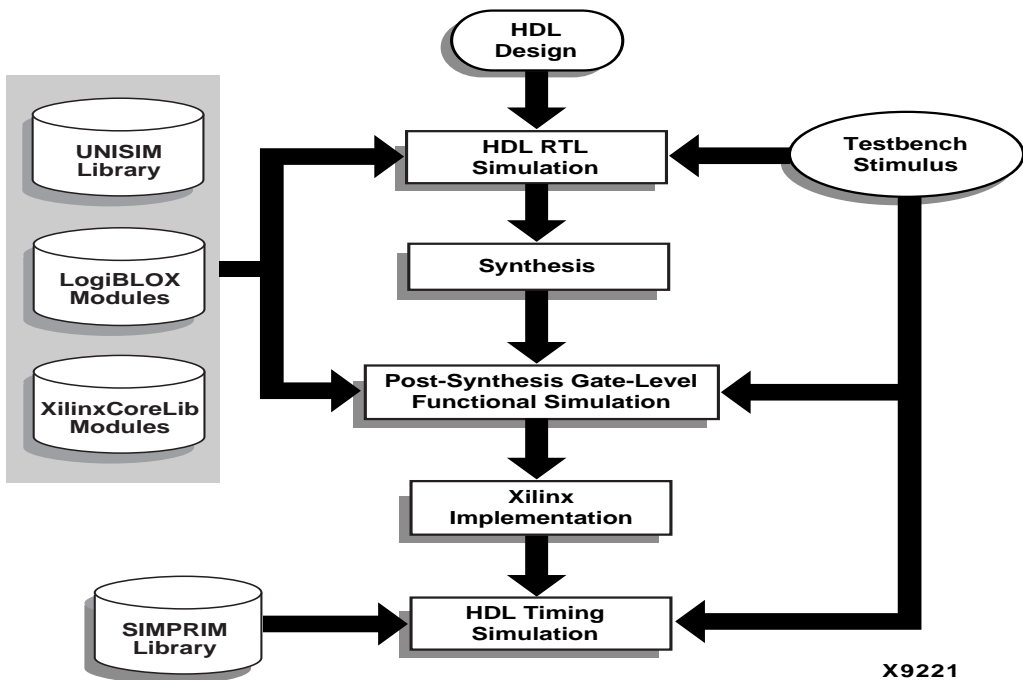 HDL
Design
UNISIM
Library
HDL RTL
Simulation
Testbench
Stimulus
LogiBLOX
Modules
Synthesis
XilinxCoreLib
Modules
Post-Synthesis Gate-Level
Functional Simulation
Xilinx
Implementation
SIMPRIM
Library
HDL Timing
Simulation
X9221